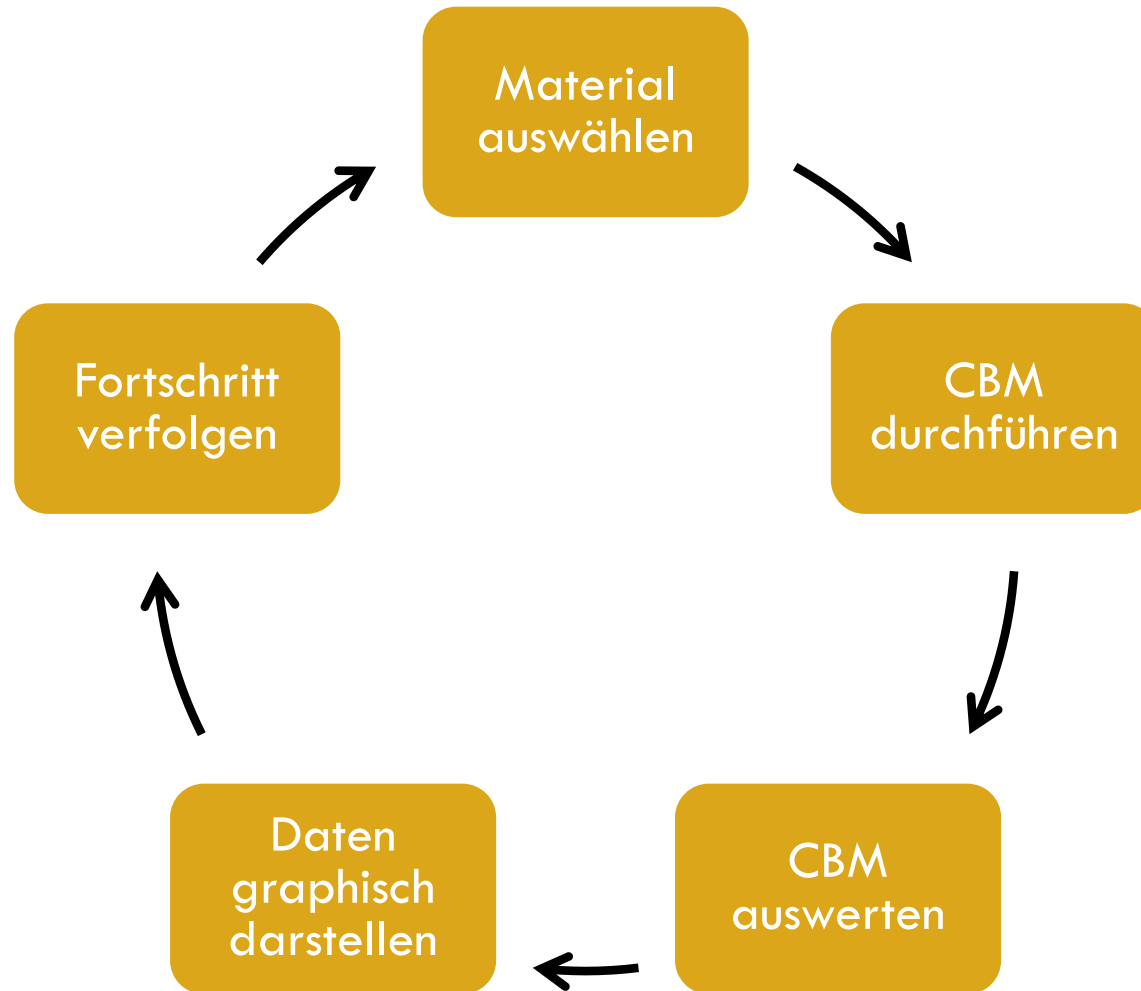 Material
auswählen
CBM
durchführen
CBM
auswerten
Daten
graphisch
darstellen
Fortschritt
verfolgen